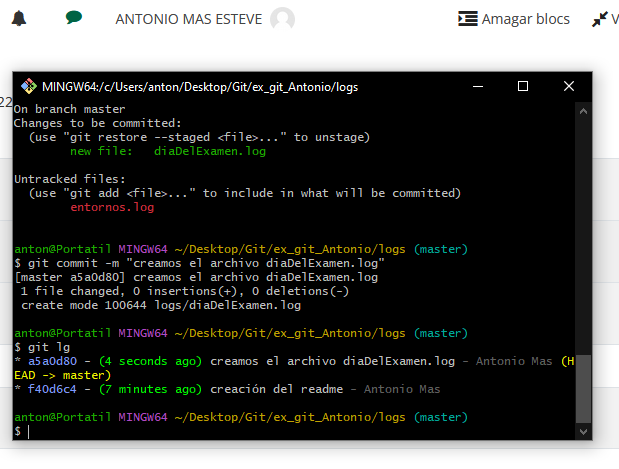 ANTONIO MAS ESTEVE
Amagar blocs
V
22
MINGW64:/c/Users/anton/Desktop/Git/ex_git_Antonio/logs
On branch master
Changes to be committed:
  (use "git restore --staged <file>..." to unstage)
        new file:   diaDelExamen.log
Untracked files:
  (use "git add <file>..." to include in what will be committed)
        entornos.log
anton@Portatil MINGW64 ~/Desktop/Git/ex_git_Antonio/logs (master)
$ git commit -m "creamos el archivo diaDelExamen.log"
[master a5a0d80] creamos el archivo diaDelExamen.log
 1 file changed, 0 insertions(+), 0 deletions(-)
 create mode 100644 logs/diaDelExamen.log
anton@Portatil MINGW64 ~/Desktop/Git/ex_git_Antonio/logs (master)
$ git lg
* a5a0d80 - (4 seconds ago) creamos el archivo diaDelExamen.log - Antonio Mas (H
EAD -> master)
* f40d6c4 - (7 minutes ago) creación del readme - Antonio Mas
anton@Portatil MINGW64 ~/Desktop/Git/ex_git_Antonio/logs (master)
$